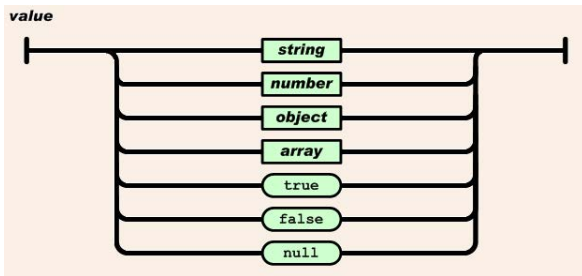 value
string
number
object
array
true
false
null